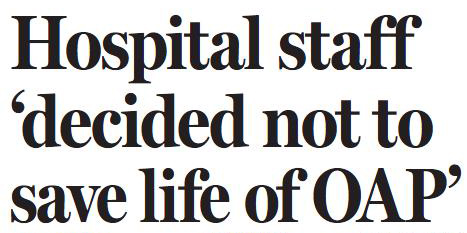 Hospital staff
‘decided not to
save life of OAP’